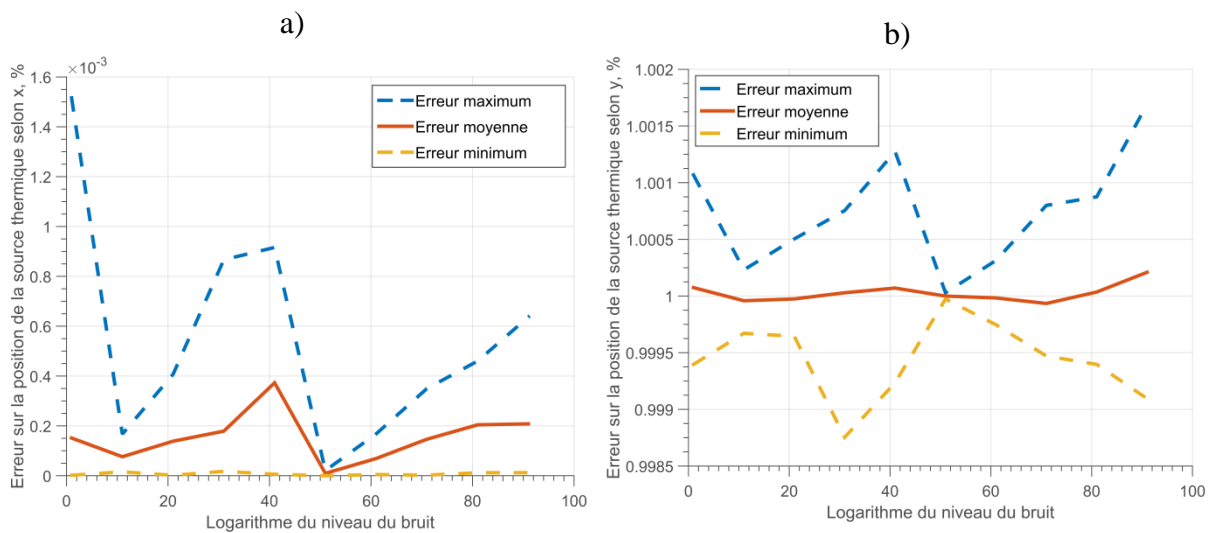 a)
×10⁻³
Erreur sur la position de la source thermique selon x, %
1.6
1.4
1.2
1
0.8
0.6
0.4
0.2
0
Erreur maximum
Erreur moyenne
Erreur minimum
0 20 40 60 80 100
Logarithme du niveau du bruit
b)
Erreur sur la position de la source thermique selon y, %
1.002
1.0015
1.001
1.0005
1
0.9995
0.999
0.9985
Erreur maximum
Erreur moyenne
Erreur minimum
0 20 40 60 80 100
Logarithme du niveau du bruit